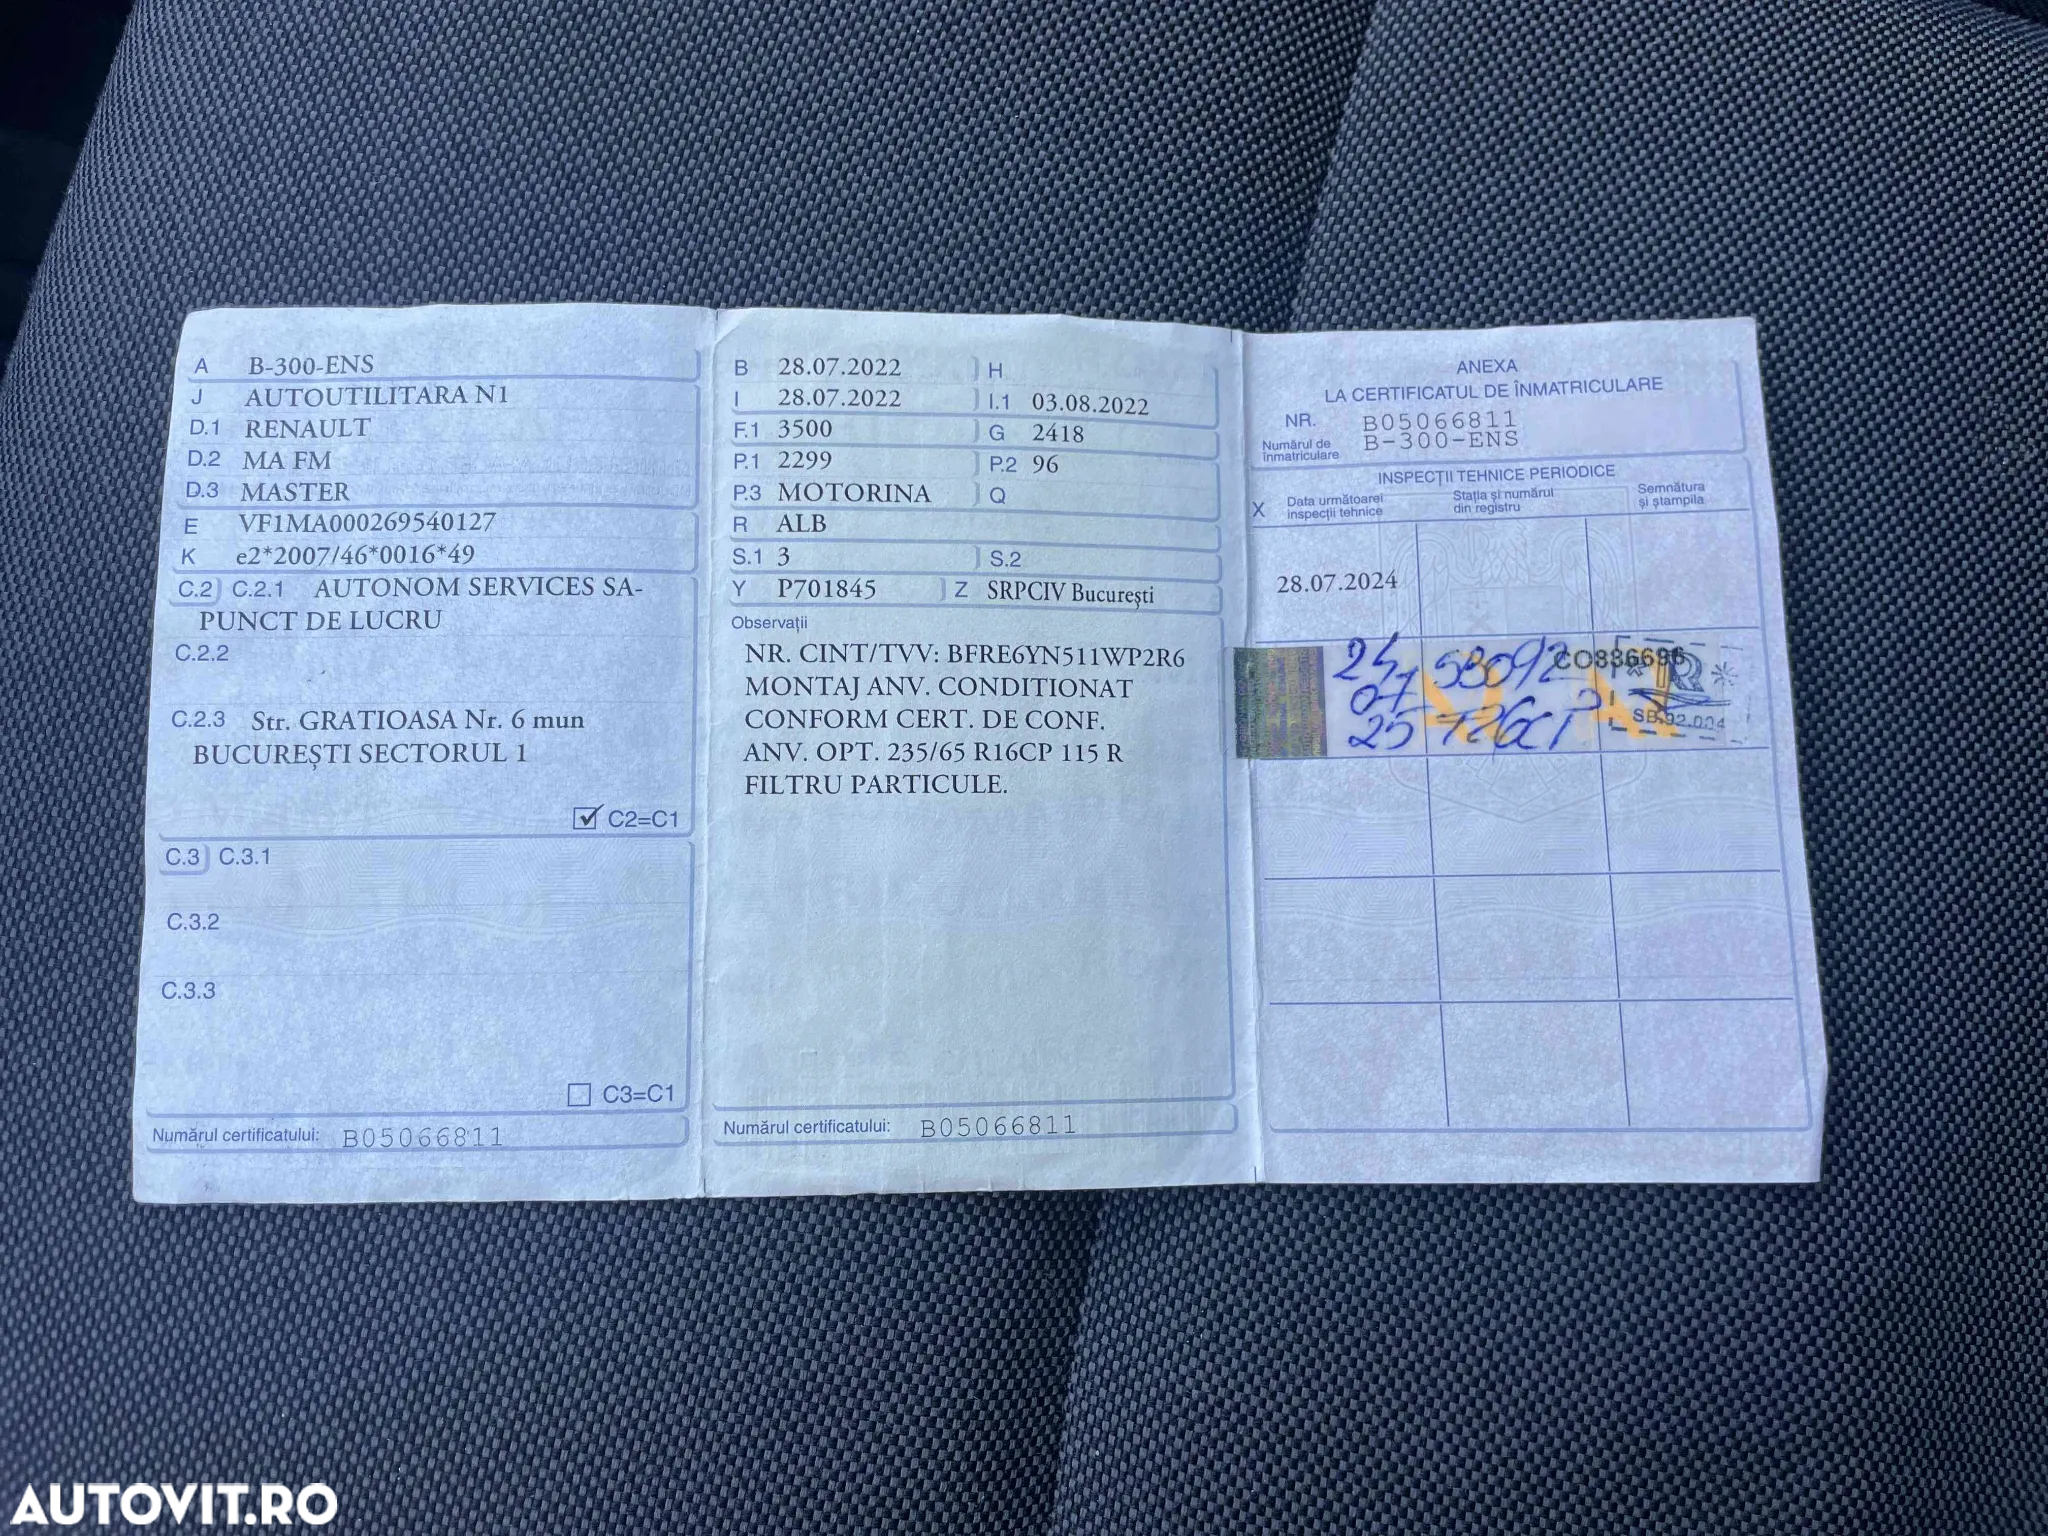 A B-300-ENS
J AUTOUTILITARA N1
D.1 RENAULT
D.2 MA FM
D.3 MASTER
E VF1MA000269540127
K e2*2007/46*0016*49
C.2 C.2.1 AUTONOM SERVICES SA-
PUNCT DE LUCRU
C.2.2
C.2.3 Str. GRATIOASA Nr. 6 mun
BUCUREȘTI SECTORUL 1
C2=C1
C.3 C.3.1
C.3.2
C.3.3
C3=C1
Numărul certificatului: B05066811
B 28.07.2022 H
I 28.07.2022 I.1 03.08.2022
F.1 3500 G 2418
P.1 2299 P.2 96
P.3 MOTORINA Q
R ALB
S.1 3 S.2
Y P701845 Z SRPCIV București
Observații
NR. CINT/TVV: BFRE6YN511WP2R6
MONTAJ ANV. CONDITIONAT
CONFORM CERT. DE CONF.
ANV. OPT. 235/65 R16CP 115 R
FILTRU PARTICULE.
Numărul certificatului: B05066811
ANEXA
LA CERTIFICATUL DE ÎNMATRICULARE
NR. B05066811
Numărul de
înmatriculare B-300-ENS
INSPECȚII TEHNICE PERIODICE
X Data următoarei
inspecții tehnice
Stația și numărul
din registru
Semnătura
și ștampila
28.07.2024
24
07
25
CO836696
AUTOVIT.RO